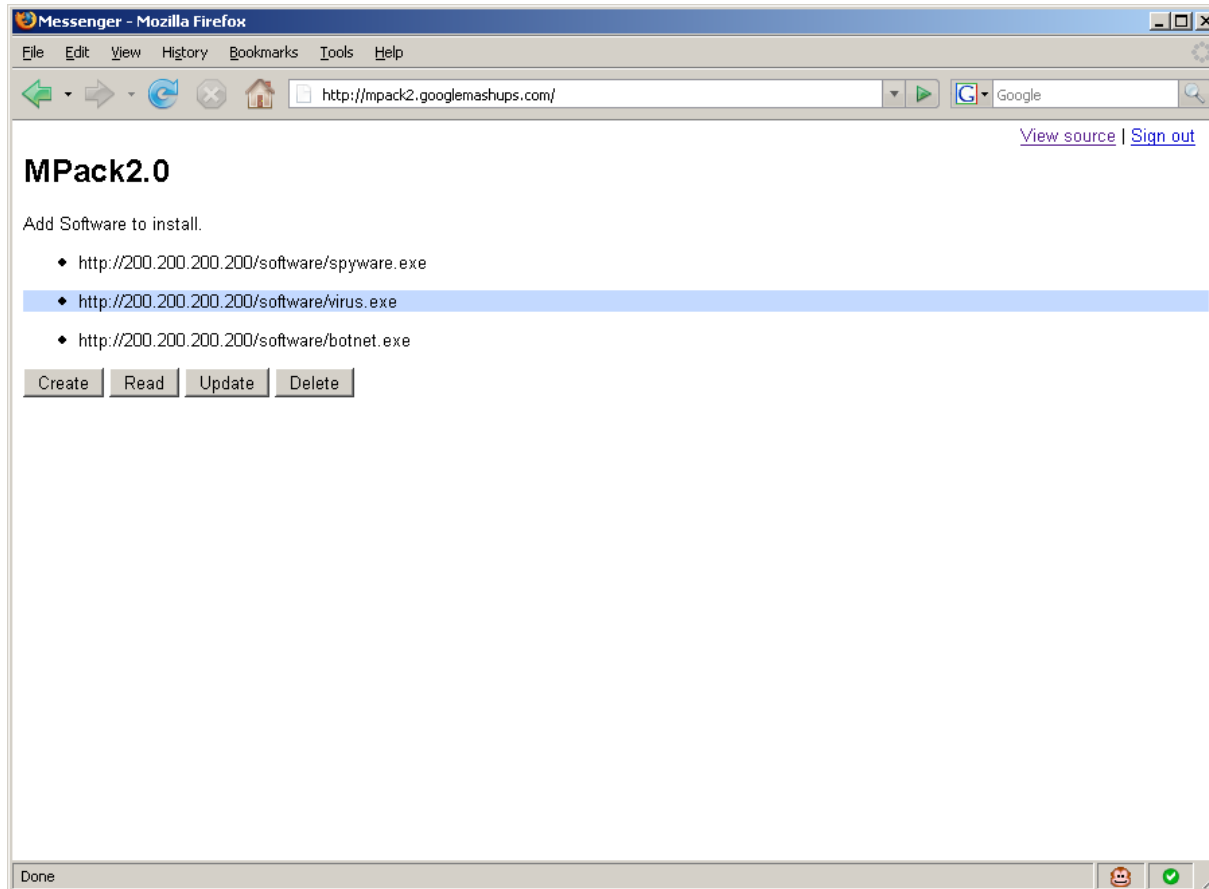 Messenger - Mozilla Firefox
File Edit View History Bookmarks Tools Help
http://mpack2.googlemashups.com/ G Google
View source | Sign out
MPack2.0
Add Software to install.
http://200.200.200.200/software/spyware.exe
http://200.200.200.200/software/virus.exe
http://200.200.200.200/software/botnet.exe
Create Read Update Delete
Done